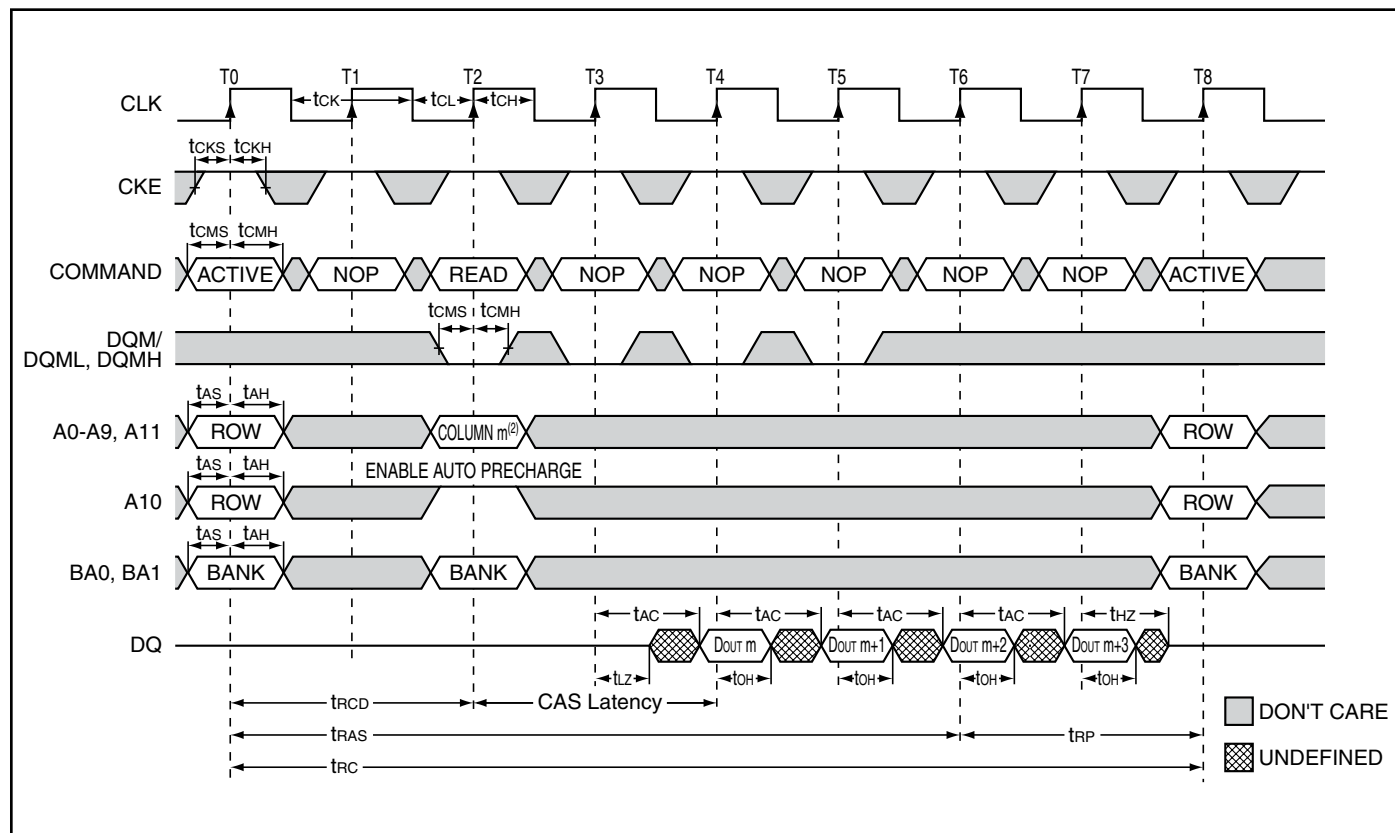 T0 T1 T2 T3 T4 T5 T6 T7 T8
CLK
tCK tCL tCH
tCKS tCKH
CKE
tCMS tCMH
COMMAND ACTIVE NOP READ NOP NOP NOP NOP NOP ACTIVE
tCMS tCMH
DQM/
DQML, DQMH
tAS tAH
A0-A9, A11 ROW COLUMN m(2) ROW
tAS tAH ENABLE AUTO PRECHARGE
A10 ROW ROW
tAS tAH
BA0, BA1 BANK BANK BANK
tAC tAC tAC tAC tHZ
DQ DOUT m DOUT m+1 DOUT m+2 DOUT m+3
tLZ tOH tOH tOH tOH
tRCD CAS Latency
DON'T CARE
tRAS tRP
UNDEFINED
tRC